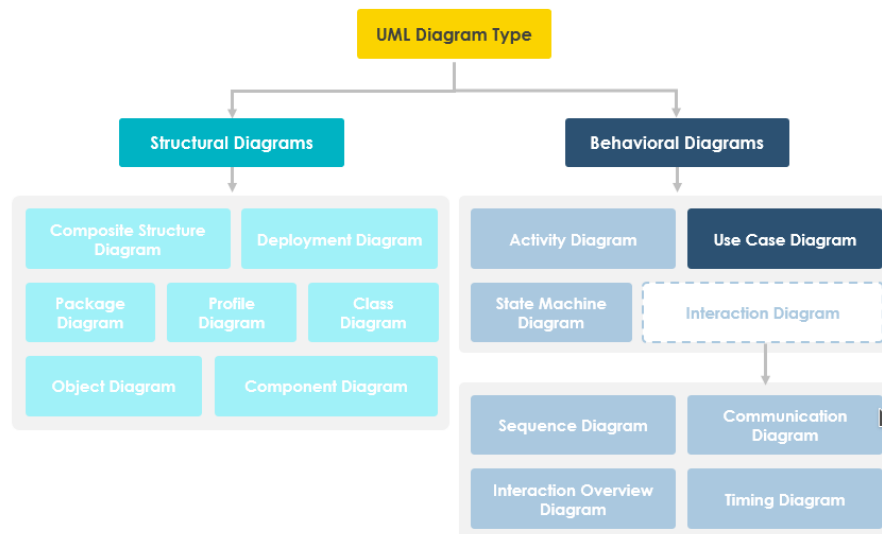 UML Diagram Type
Structural Diagrams
Behavioral Diagrams
Composite Structure
Diagram
Deployment Diagram
Package
Diagram
Profile
Diagram
Class
Diagram
Object Diagram
Component Diagram
Activity Diagram
Use Case Diagram
State Machine
Diagram
Interaction Diagram
Sequence Diagram
Communication
Diagram
Interaction Overview
Diagram
Timing Diagram